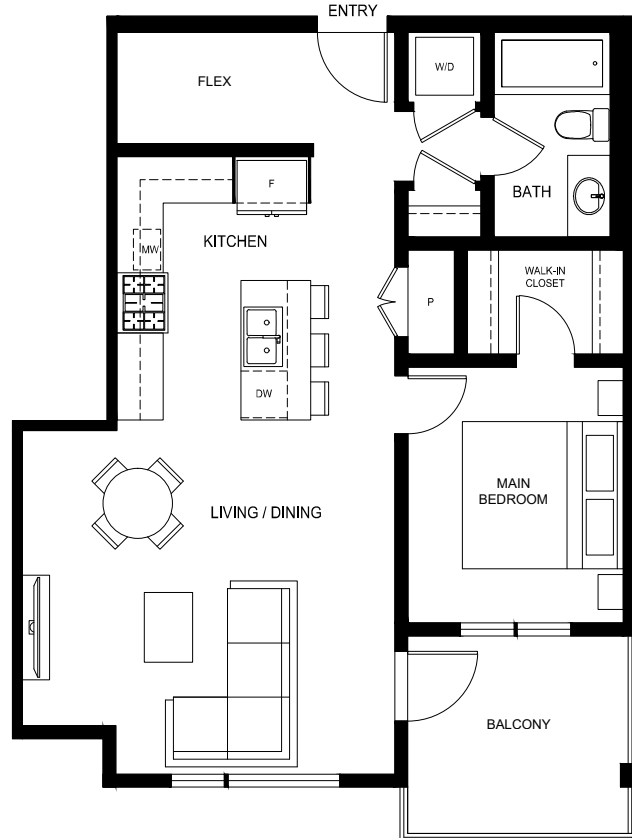 ENTRY
W/D
FLEX
F
BATH
KITCHEN
MW
WALK-IN
CLOSET
P
DW
MAIN
BEDROOM
LIVING / DINING
BALCONY